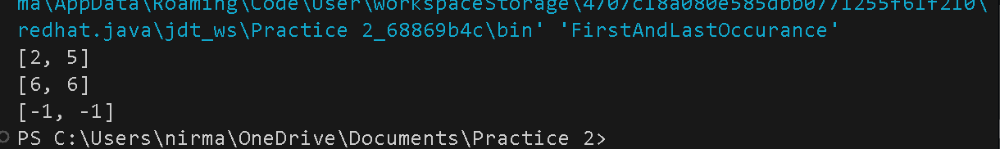 ma\AppData\Roaming\Code\User\workspaceStorage\4707c18a080e585dbb0771255f61f210\
redhat.java\jdt_ws\Practice 2_68869b4c\bin' 'FirstAndLastOccurance'
[2, 5]
[6, 6]
[-1, -1]
PS C:\Users\nirma\OneDrive\Documents\Practice 2>